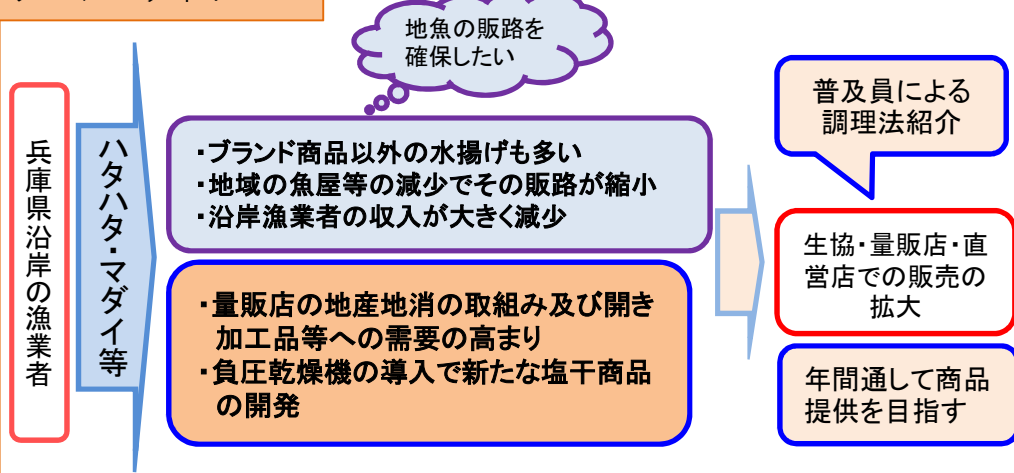 地魚の販路を
確保したい
兵庫県沿岸の漁業者
ハタハタ・マダイ等
・ブランド商品以外の水揚げも多い
・地域の魚屋等の減少でその販路が縮小
・沿岸漁業者の収入が大きく減少
・量販店の地産地消の取組み及び開き
加工品等への需要の高まり
・負圧乾燥機の導入で新たな塩干商品
の開発
普及員による
調理法紹介
生協・量販店・直
営店での販売の
拡大
年間通して商品
提供を目指す